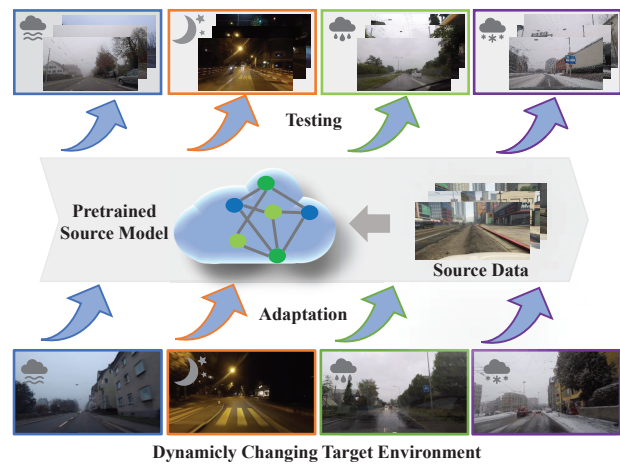 Testing
Pretrained
Source Model
Source Data
Adaptation
Dynamicly Changing Target Environment